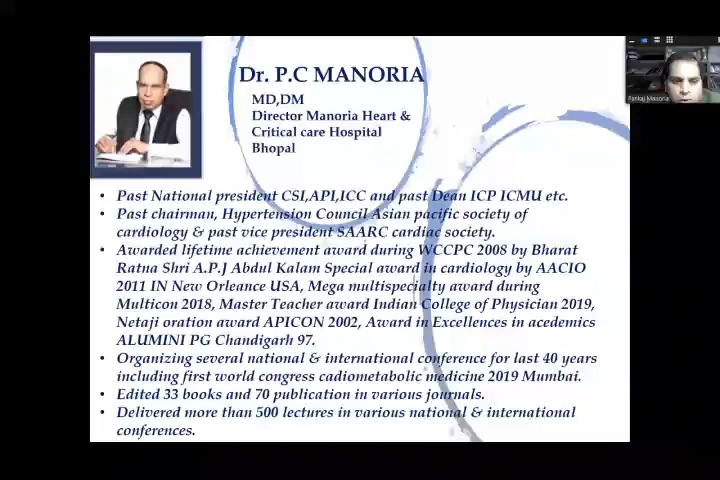 Dr. P.C MANORIA
MD,DM
Director Manoria Heart &
Critical care Hospital
Bhopal
• Past National president CSI,API,ICC and past Dean ICP ICMU etc.
• Past chairman, Hypertension Council Asian pacific society of
cardiology & past vice president SAARC cardiac society.
• Awarded lifetime achievement award during WCCPC 2008 by Bharat
Ratna Shri A.P.J Abdul Kalam Special award in cardiology by AACIO
2011 IN New Orleance USA, Mega multispecialty award during
Multicon 2018, Master Teacher award Indian College of Physician 2019,
Netaji oration award APICON 2002, Award in Excellences in acedemics
ALUMINI PG Chandigarh 97.
• Organizing several national & international conference for last 40 years
including first world congress cadiometabolic medicine 2019 Mumbai.
• Edited 33 books and 70 publication in various journals.
• Delivered more than 500 lectures in various national & international
conferences.
Pankaj Manoria